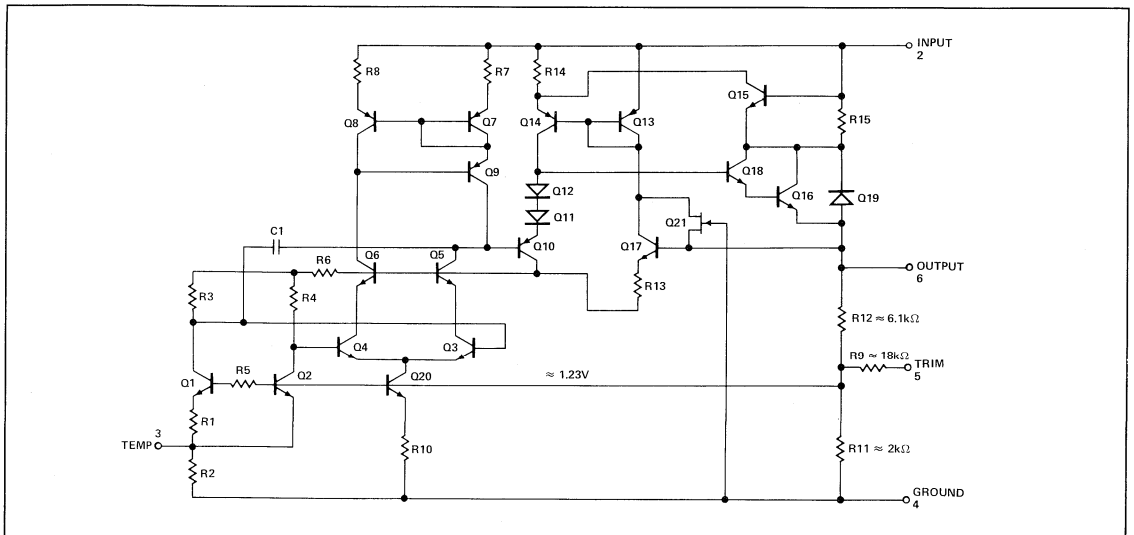 INPUT
2
R8
R7
R14
Q15
R15
Q8
Q7
Q14
Q13
Q18
Q16
Q19
Q9
Q12
Q11
Q21
C1
Q10
Q17
R6
Q6
Q5
R13
OUTPUT
6
R3
R4
R12 ≈ 6.1kΩ
Q4
Q3
R9 ≈ 18kΩ
TRIM
5
Q1
R5
Q2
Q20
≈ 1.23V
R1
TEMP 3
R10
R11 ≈ 2kΩ
R2
GROUND
4